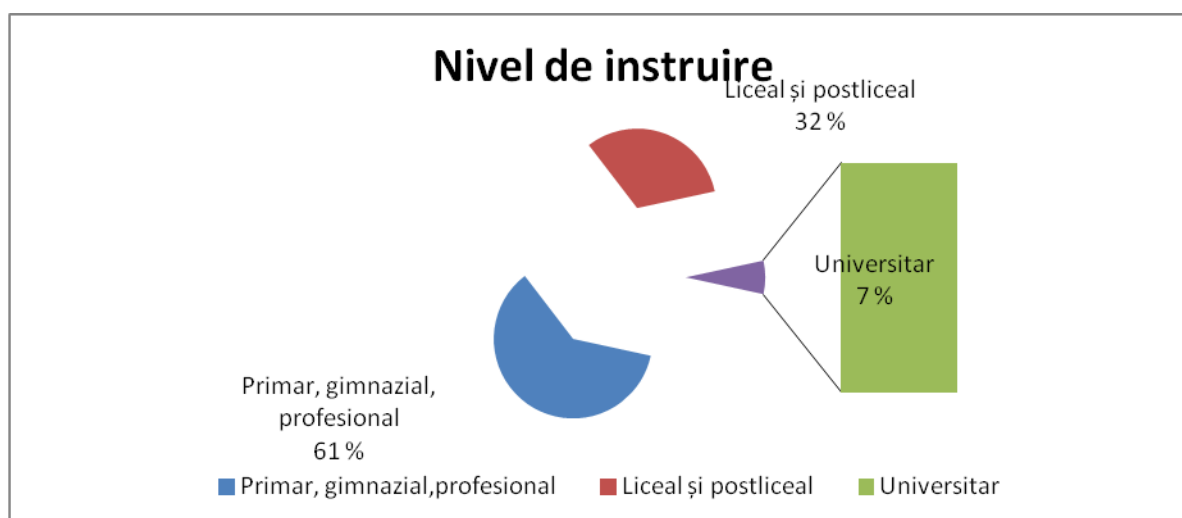 Nivel de instruire
Liceal și postliceal
32 %
Universitar
7 %
Primar, gimnazial,
profesional
61 %
Primar, gimnazial,profesional
Liceal și postliceal
Universitar